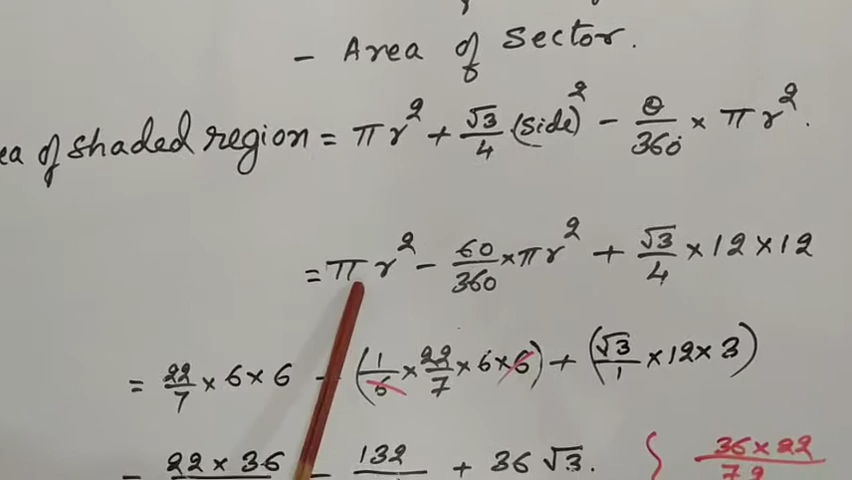 - Area of Sector.
ea of shaded region = πr² + √3/4 (side)² - θ/360 × πr².
= πr² - 60/360 × πr² + √3/4 × 12 × 12
= 22/7 × 6 × 6 - (1/6 × 22/7 × 6 × 6) + (√3/1 × 12 × 3)
= 22 × 36 - 132 + 36√3. { 36 × 22